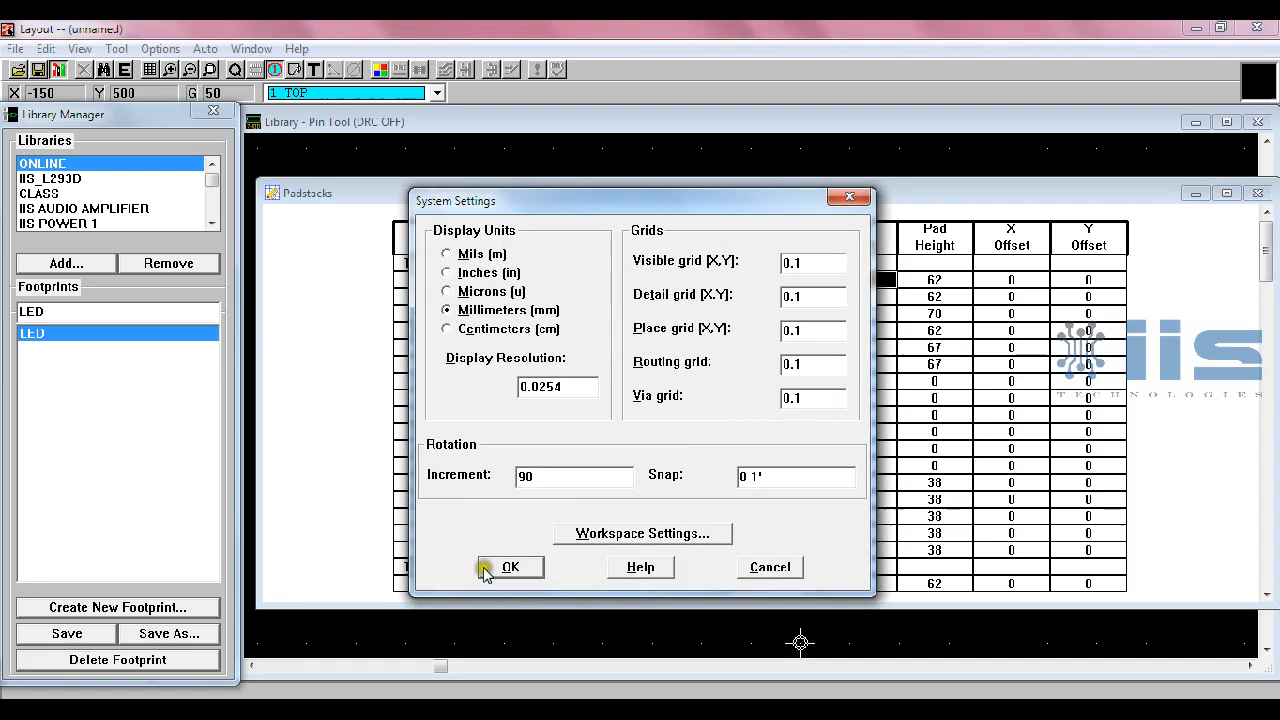 Layout -- (unnamed)
File Edit View Tool Options Auto Window Help
X -150 Y 500 G 50 1 TOP
Library Manager
Libraries
ONLINE
IIS_L293D
CLASS
IIS AUDIO AMPLIFIER
IIS POWER 1
Add... Remove
Footprints
LED
LED
Create New Footprint...
Save Save As...
Delete Footprint
Library - Pin Tool (DRC OFF)
Padstacks
Pad Height X Offset Y Offset
62 0 0
62 0 0
70 0 0
62 0 0
67 0 0
67 0 0
0 0 0
0 0 0
0 0 0
0 0 0
0 0 0
0 0 0
38 0 0
38 0 0
38 0 0
38 0 0
38 0 0
62 0 0
System Settings
Display Units
Mils (m)
Inches (in)
Microns (u)
Millimeters (mm)
Centimeters (cm)
Display Resolution:
0.0254
Grids
Visible grid [X,Y]: 0.1
Detail grid [X,Y]: 0.1
Place grid [X,Y]: 0.1
Routing grid: 0.1
Via grid: 0.1
Rotation
Increment: 90 Snap: 0 1'
Workspace Settings...
OK Help Cancel
iis
TECHNOLOGIES